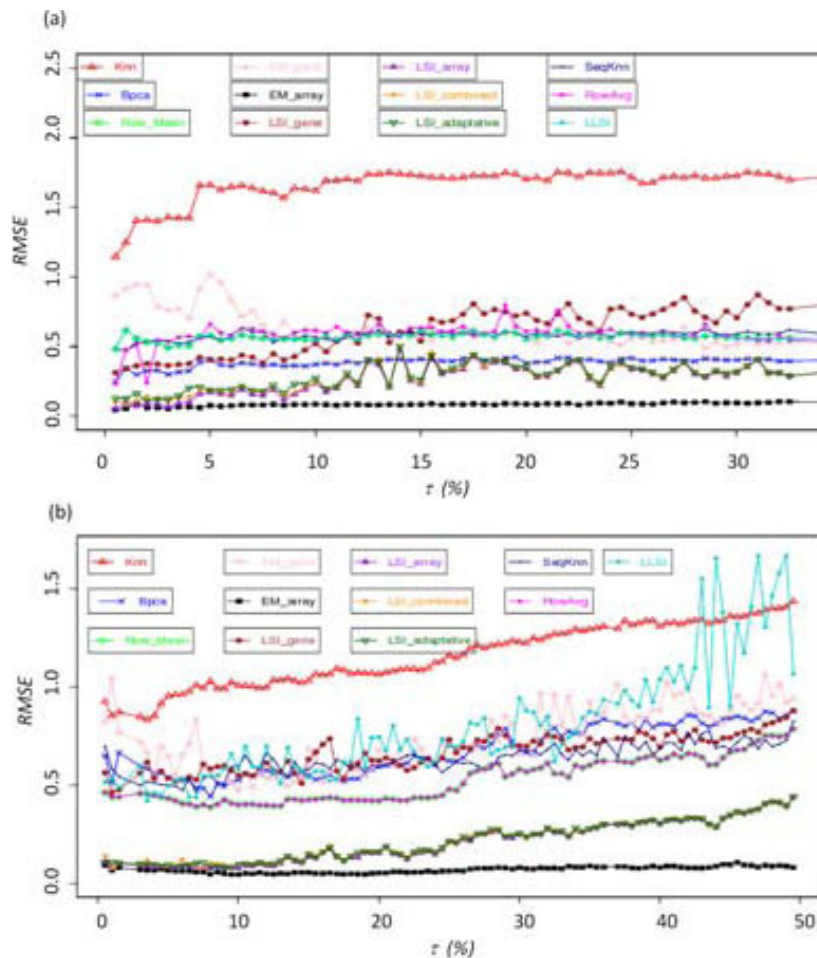 (a)
2.5
2.0
1.5
1.0
0.5
0.0
RMSE
Knn
EM_gene
LSI_array
SeqKnn
Bpca
EM_array
LSI_combined
RowAvg
Row_Mean
LSI_gene
LSI_adaptative
LLSI
0 5 10 15 20 25 30
τ (%)
(b)
1.5
1.0
0.5
0.0
RMSE
Knn
EM_gene
LSI_array
SeqKnn
LLSI
Bpca
EM_array
LSI_combined
RowAvg
Row_Mean
LSI_gene
LSI_adaptative
0 10 20 30 40 50
τ (%)